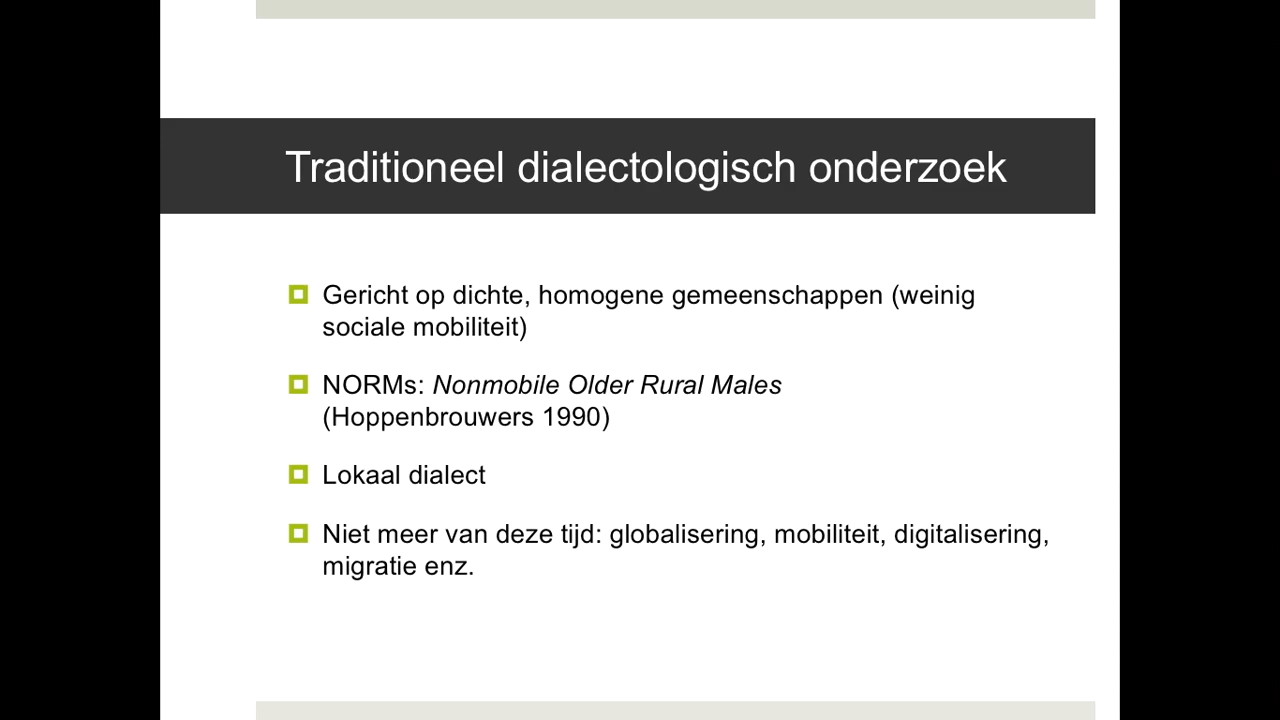 Traditioneel dialectologisch onderzoek
Gericht op dichte, homogene gemeenschappen (weinig
sociale mobiliteit)
NORMs: Nonmobile Older Rural Males
(Hoppenbrouwers 1990)
Lokaal dialect
Niet meer van deze tijd: globalisering, mobiliteit, digitalisering,
migratie enz.